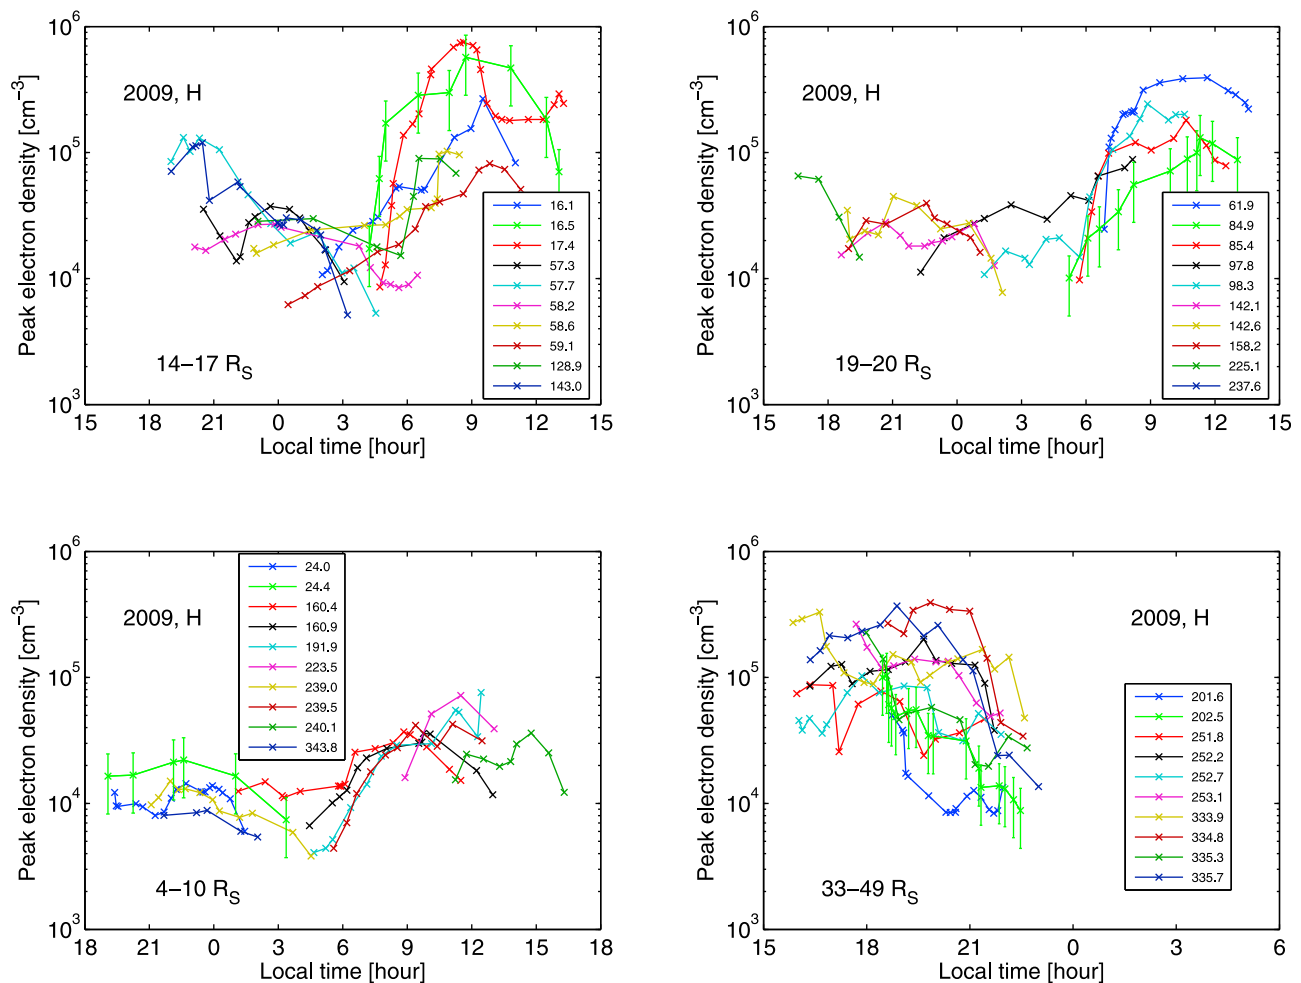 10^6
10^5
10^4
10^3
Peak electron density [cm^−3]
2009, H
14−17 R_S
16.1
16.5
17.4
57.3
57.7
58.2
58.6
59.1
128.9
143.0
15 18 21 0 3 6 9 12 15
Local time [hour]
10^6
10^5
10^4
10^3
Peak electron density [cm^−3]
2009, H
19−20 R_S
61.9
84.9
85.4
97.8
98.3
142.1
142.6
158.2
225.1
237.6
15 18 21 0 3 6 9 12 15
Local time [hour]
10^6
10^5
10^4
10^3
Peak electron density [cm^−3]
2009, H
24.0
24.4
160.4
160.9
191.9
223.5
239.0
239.5
240.1
343.8
4−10 R_S
18 21 0 3 6 9 12 15 18
Local time [hour]
10^6
10^5
10^4
10^3
Peak electron density [cm^−3]
2009, H
201.6
202.5
251.8
252.2
252.7
253.1
333.9
334.8
335.3
335.7
33−49 R_S
15 18 21 0 3 6
Local time [hour]